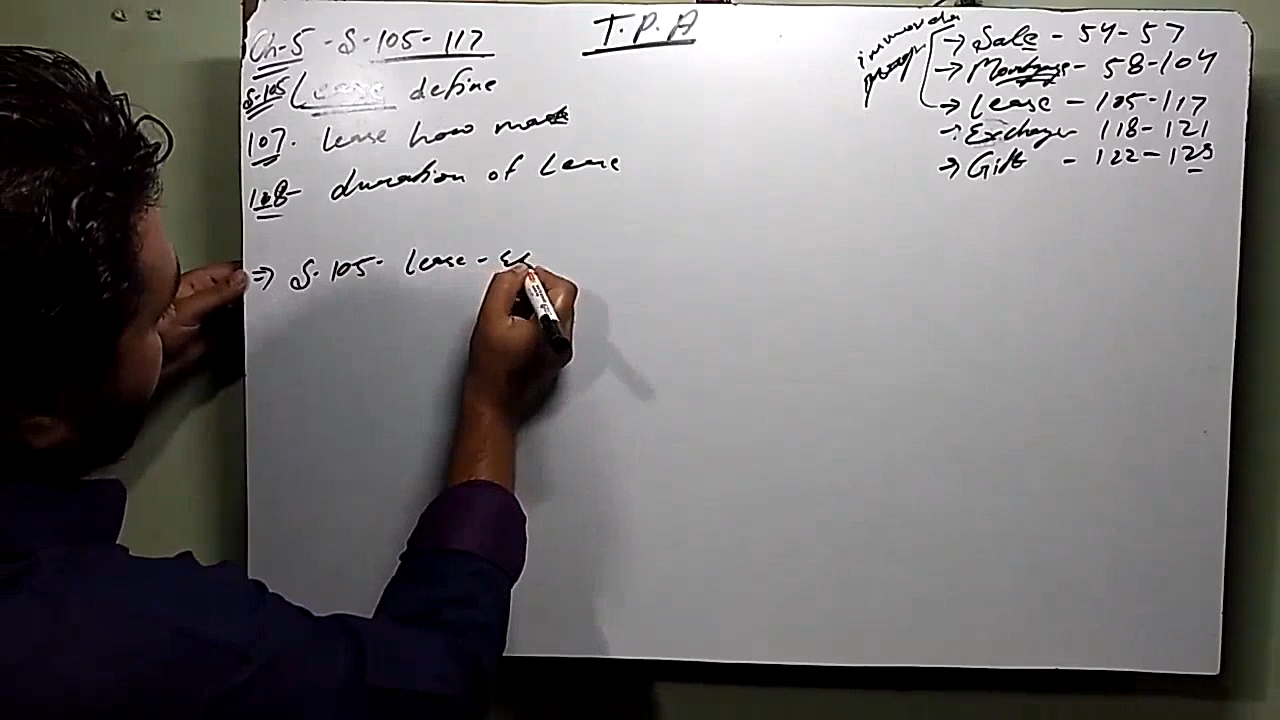 T.P.A
Ch-5 - S-105-117
S-105 Lease define
107. Lease how made
108- duration of Lease
⇒ S-105- Lease -
→ Sale - 54-57
→ Mortgage - 58-104
→ Lease - 105-117
→ Exchange 118-121
→ Gift - 122-129